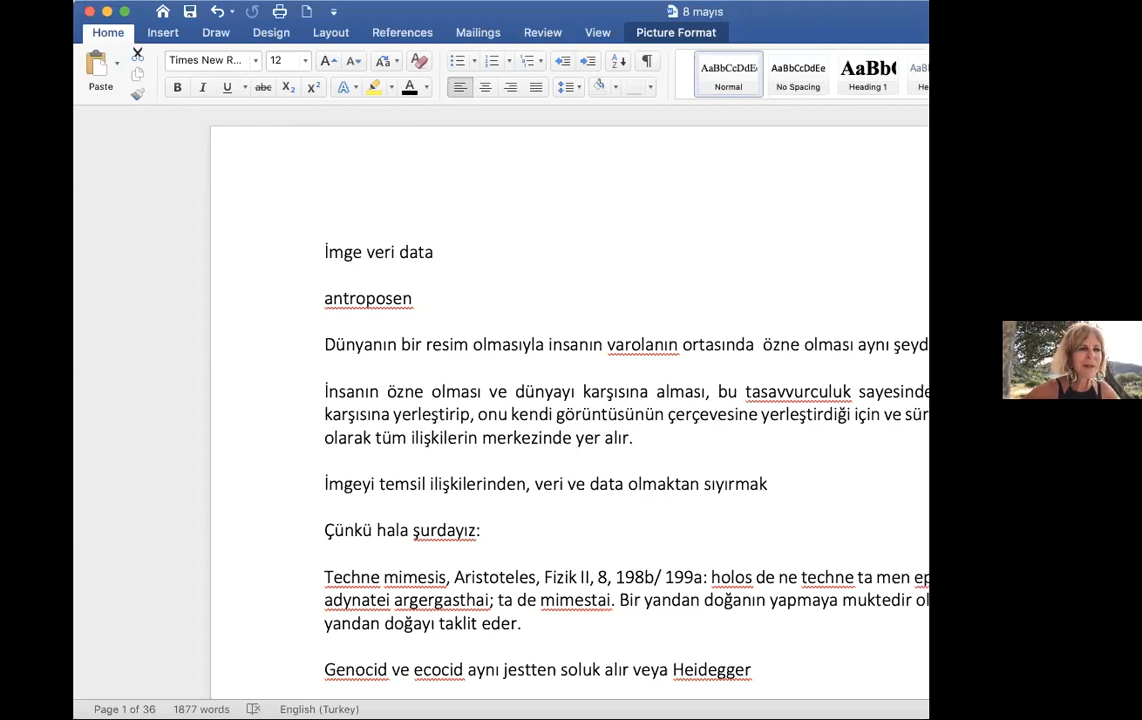 8 mayıs
Home Insert Draw Design Layout References Mailings Review View Picture Format
Paste
Times New R... 12
AaBbCcDdE AaBbCcDdEe AaBb( AaBb
Normal No Spacing Heading 1 He
İmge veri data
antroposen
Dünyanın bir resim olmasıyla insanın varolanın ortasında özne olması aynı şeyd
İnsanın özne olması ve dünyayı karşısına alması, bu tasavvurculuk sayesinde
karşısına yerleştirip, onu kendi görüntüsünün çerçevesine yerleştirdiği için ve sür
olarak tüm ilişkilerin merkezinde yer alır.
İmgeyi temsil ilişkilerinden, veri ve data olmaktan sıyırmak
Çünkü hala şurdayız:
Techne mimesis, Aristoteles, Fizik II, 8, 198b/ 199a: holos de ne techne ta men ep
adynatei argergasthai; ta de mimestai. Bir yandan doğanın yapmaya muktedir ol
yandan doğayı taklit eder.
Genocid ve ecocid aynı jestten soluk alır veya Heidegger
Page 1 of 36 1877 words English (Turkey)